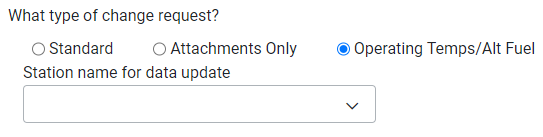 What type of change request?
Standard Attachments Only Operating Temps/Alt Fuel
Station name for data update